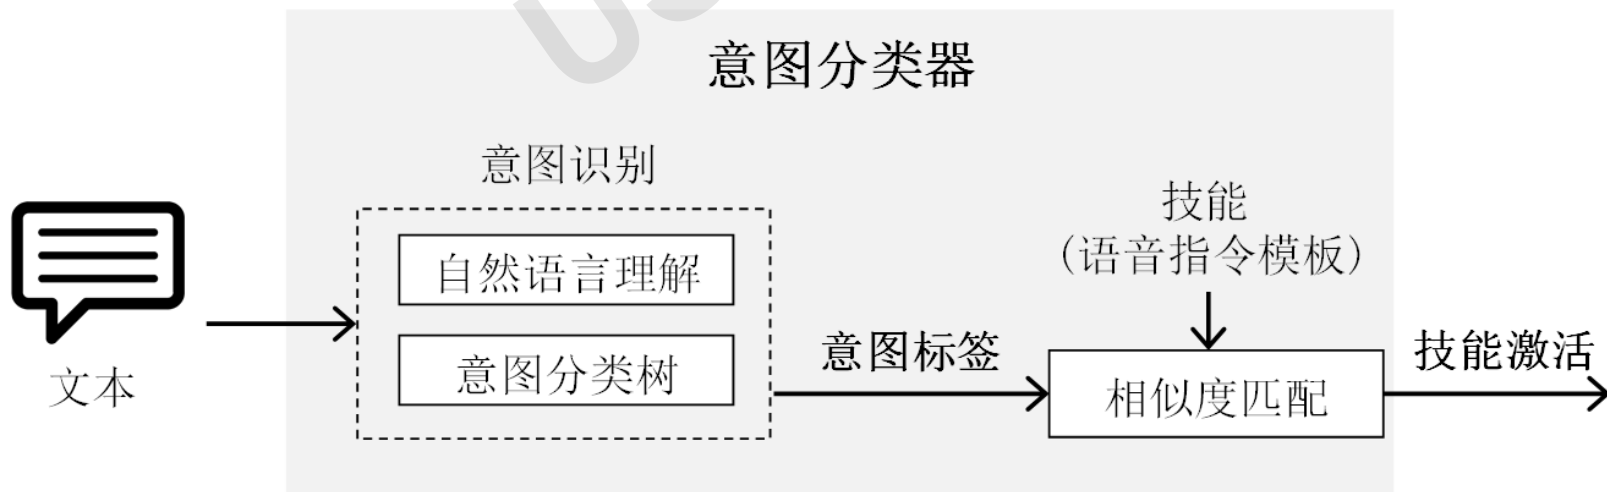 意图分类器
意图识别
自然语言理解
意图分类树
文本
意图标签
技能
（语音指令模板）
相似度匹配
技能激活